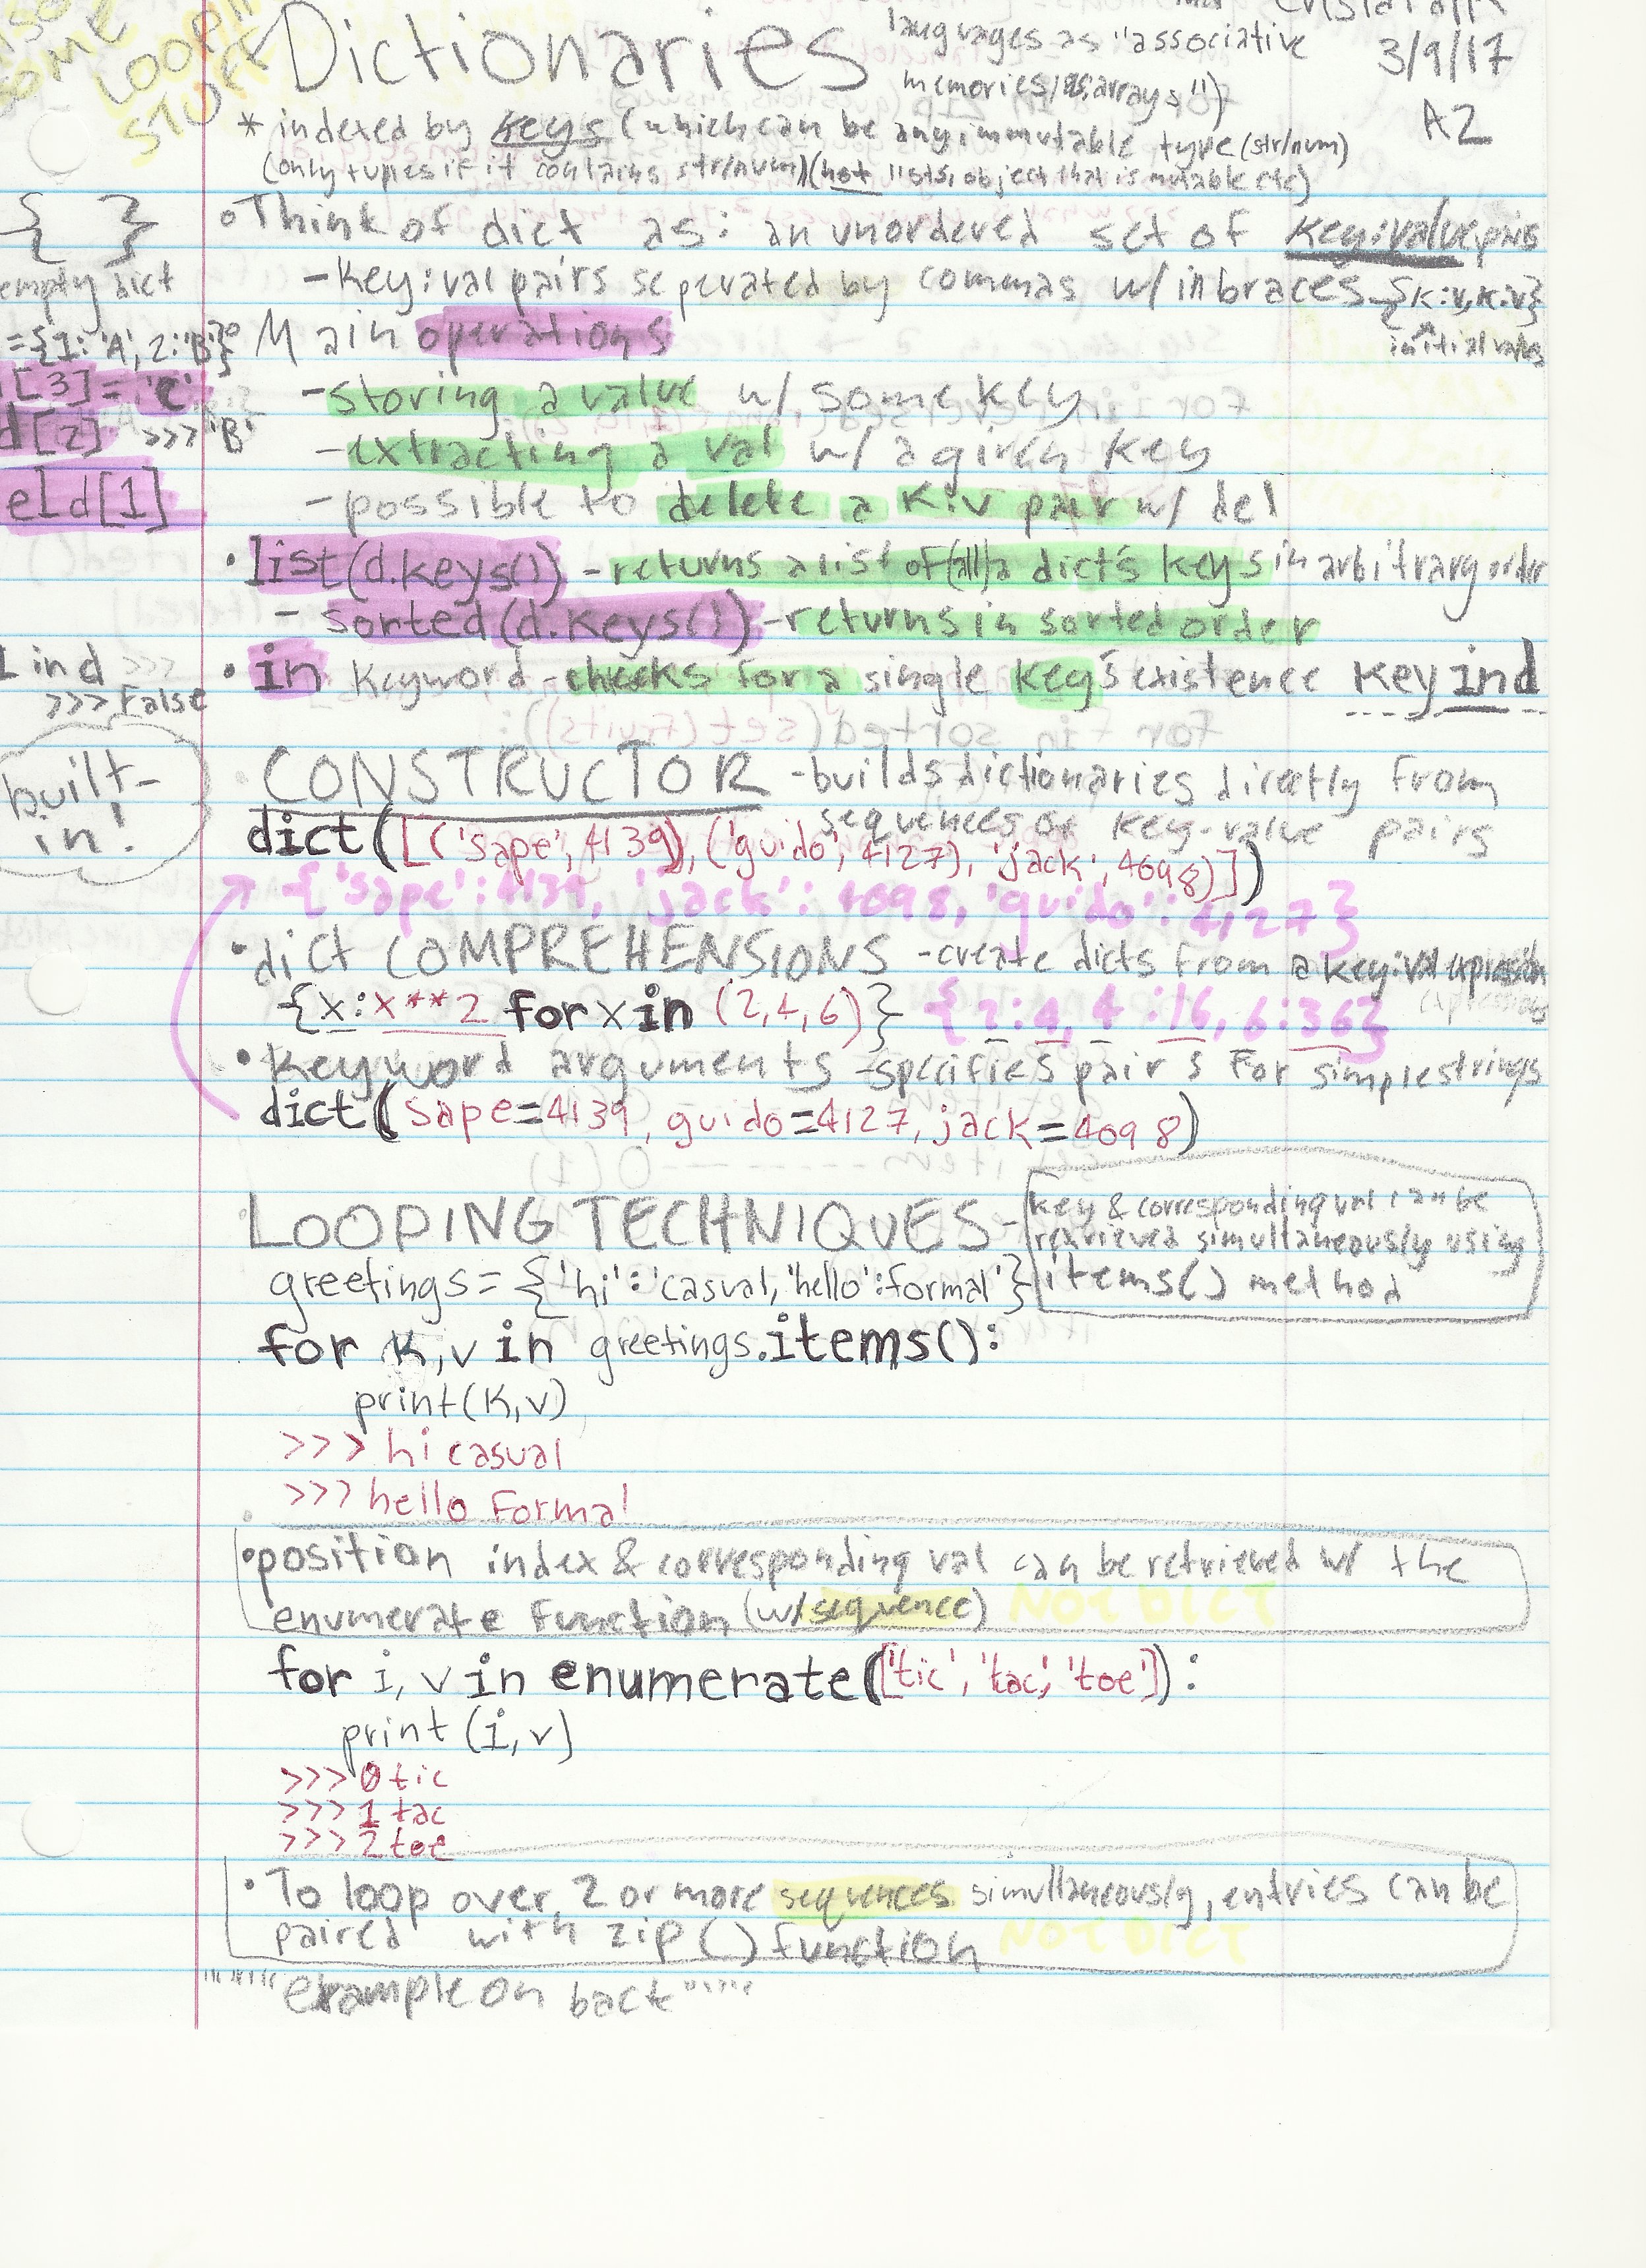 SOME
LOOPIN
STUFF
Dictionaries
languages as "associative
memories/as.arrays")
3/9/17
A2
* indexed by keys (which can be any immutable type (str/num)
(only tuples if it contains str/num)(not lists, object that is mutable etc)
{ }
empty dict
={1:'A', 2:'B'}
[3]='C'
d[2] >>> 'B'
el d[1]
• Think of dict as: an unordered set of key:value pairs
- Key:val pairs seperated by commas w/in braces {K:v,K:v}
initial values
Main operations
- storing a value w/ some key
- extracting a val w/ a given key
- possible to delete a K:v pair w/ del
• list(d.keys()) - returns a list of (all) a dict's keys in arbitrary order
- sorted(d.keys()) - returns in sorted order
1 in d >>>
>>> False
• in keyword - checks for a single key's existence key in d
built-
in!
CONSTRUCTOR - builds dictionaries directly from
sequences of key-value pairs
dict([('sape', 4139), ('guido', 4127), 'jack', 4098)])
{'sape':4139, 'jack': 4098, 'guido': 4127}
• dict COMPREHENSIONS - create dicts from a key:val expression
{x:x**2 for x in (2,4,6)} {2:4, 4:16, 6:36}
• Keyword arguments - specifies pairs for simple strings
dict(sape=4139, guido=4127, jack=4098)
LOOPING TECHNIQUES -
key & corresponding val can be
retrieved simultaneously using
items() method
greetings={'hi':'casual,'hello':formal'}
for K,v in greetings.items():
print(K,v)
>>> hi casual
>>> hello formal
• position index & corresponding val can be retrieved w/ the
enumerate function (w/ sequence) NOT DICT
for i, v in enumerate(['tic', 'tac', 'toe']):
print(i,v)
>>> 0 tic
>>> 1 tac
>>> 2 toe
• To loop over 2 or more sequences simultaneously, entries can be
paired with zip() function NOT DICT
"""""example on back"""""